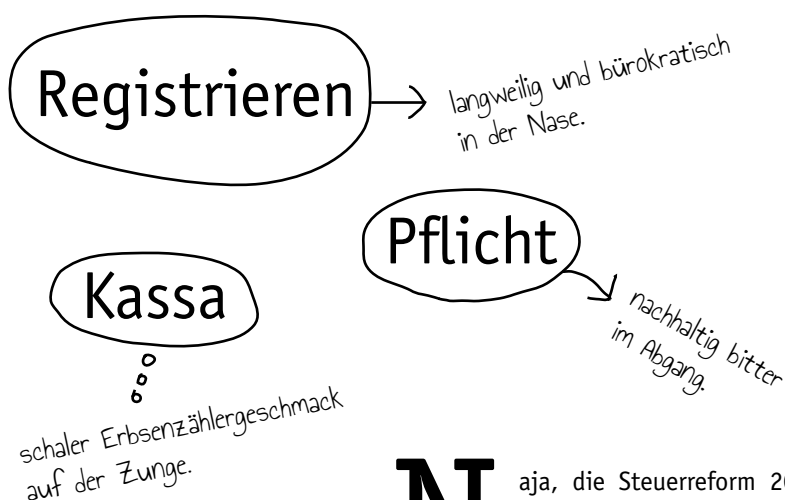 Registrieren
langweilig und bürokratisch
in der Nase.
Pflicht
nachhaltig bitter
im Abgang.
Kassa
schaler Erbsenzählergeschmack
auf der Zunge.
Naja, die Steuerreform